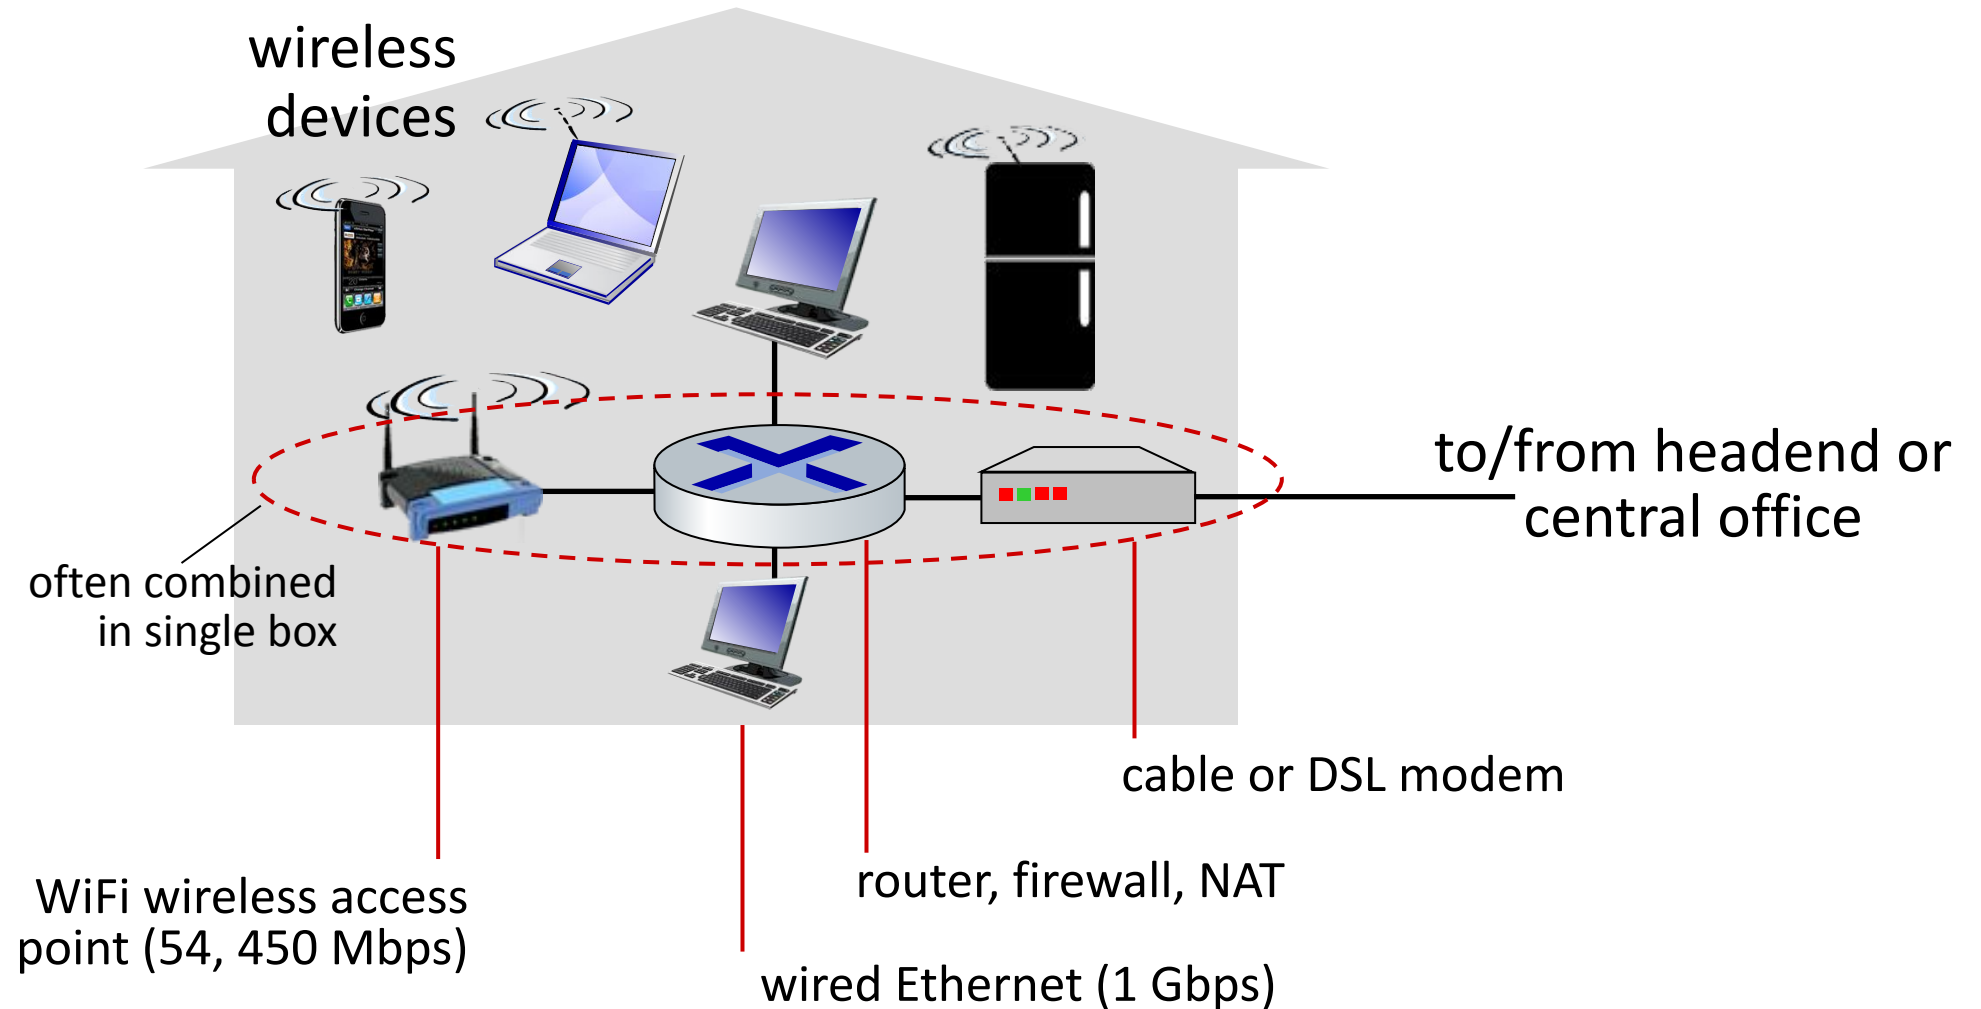 wireless
devices
to/from headend or
central office
often combined
in single box
cable or DSL modem
router, firewall, NAT
WiFi wireless access
point (54, 450 Mbps)
wired Ethernet (1 Gbps)